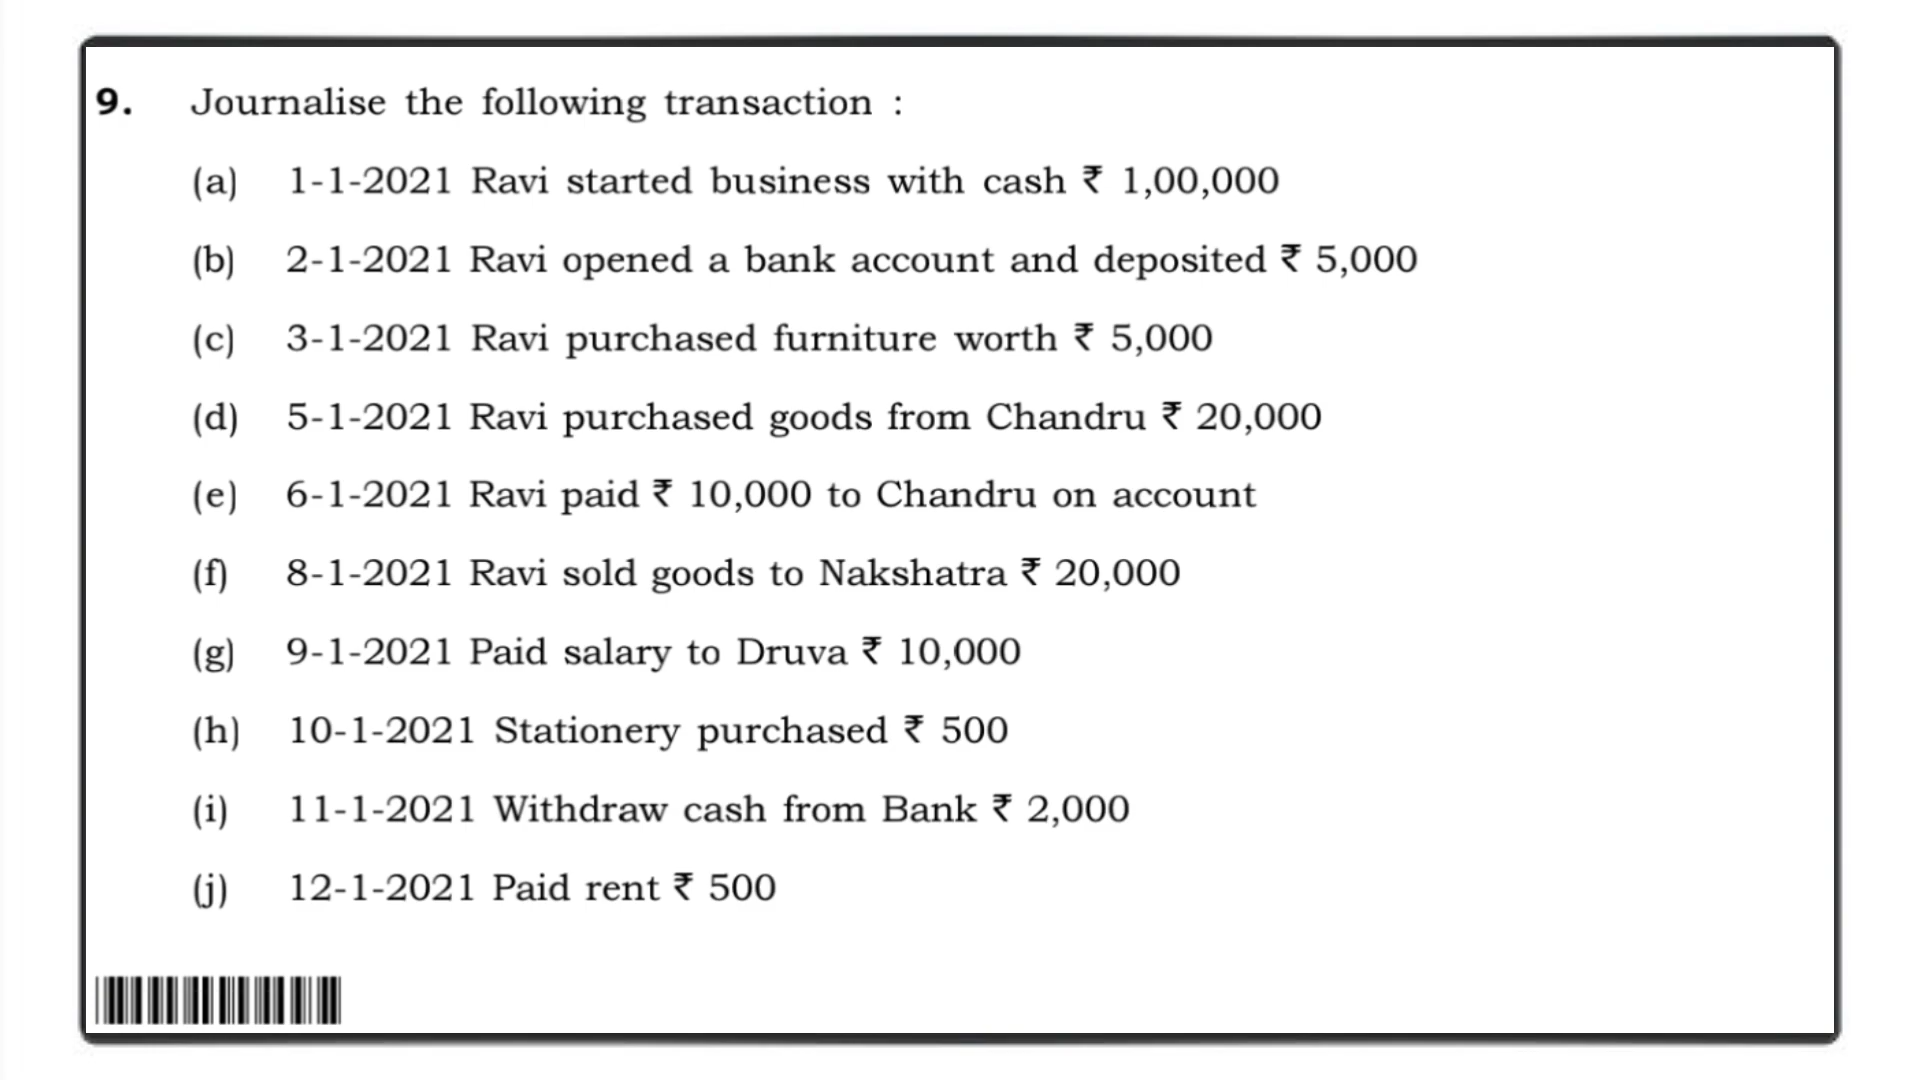 9. Journalise the following transaction :
(a) 1-1-2021 Ravi started business with cash ₹ 1,00,000
(b) 2-1-2021 Ravi opened a bank account and deposited ₹ 5,000
(c) 3-1-2021 Ravi purchased furniture worth ₹ 5,000
(d) 5-1-2021 Ravi purchased goods from Chandru ₹ 20,000
(e) 6-1-2021 Ravi paid ₹ 10,000 to Chandru on account
(f) 8-1-2021 Ravi sold goods to Nakshatra ₹ 20,000
(g) 9-1-2021 Paid salary to Druva ₹ 10,000
(h) 10-1-2021 Stationery purchased ₹ 500
(i) 11-1-2021 Withdraw cash from Bank ₹ 2,000
(j) 12-1-2021 Paid rent ₹ 500